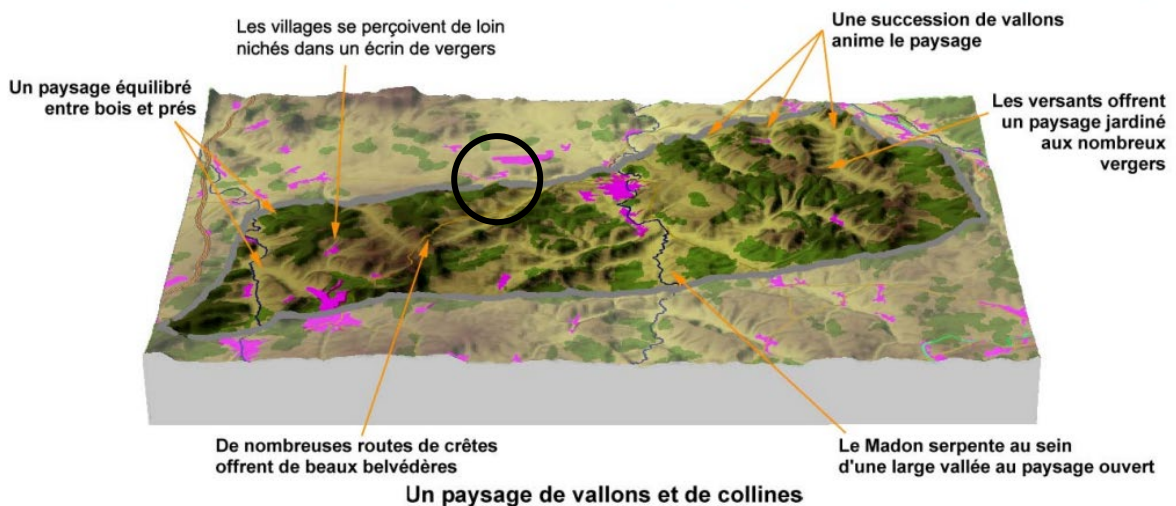 Les villages se perçoivent de loin
nichés dans un écrin de vergers
Une succession de vallons
anime le paysage
Un paysage équilibré
entre bois et prés
Les versants offrent
un paysage jardiné
aux nombreux
vergers
De nombreuses routes de crêtes
offrent de beaux belvédères
Le Madon serpente au sein
d'une large vallée au paysage ouvert
Un paysage de vallons et de collines